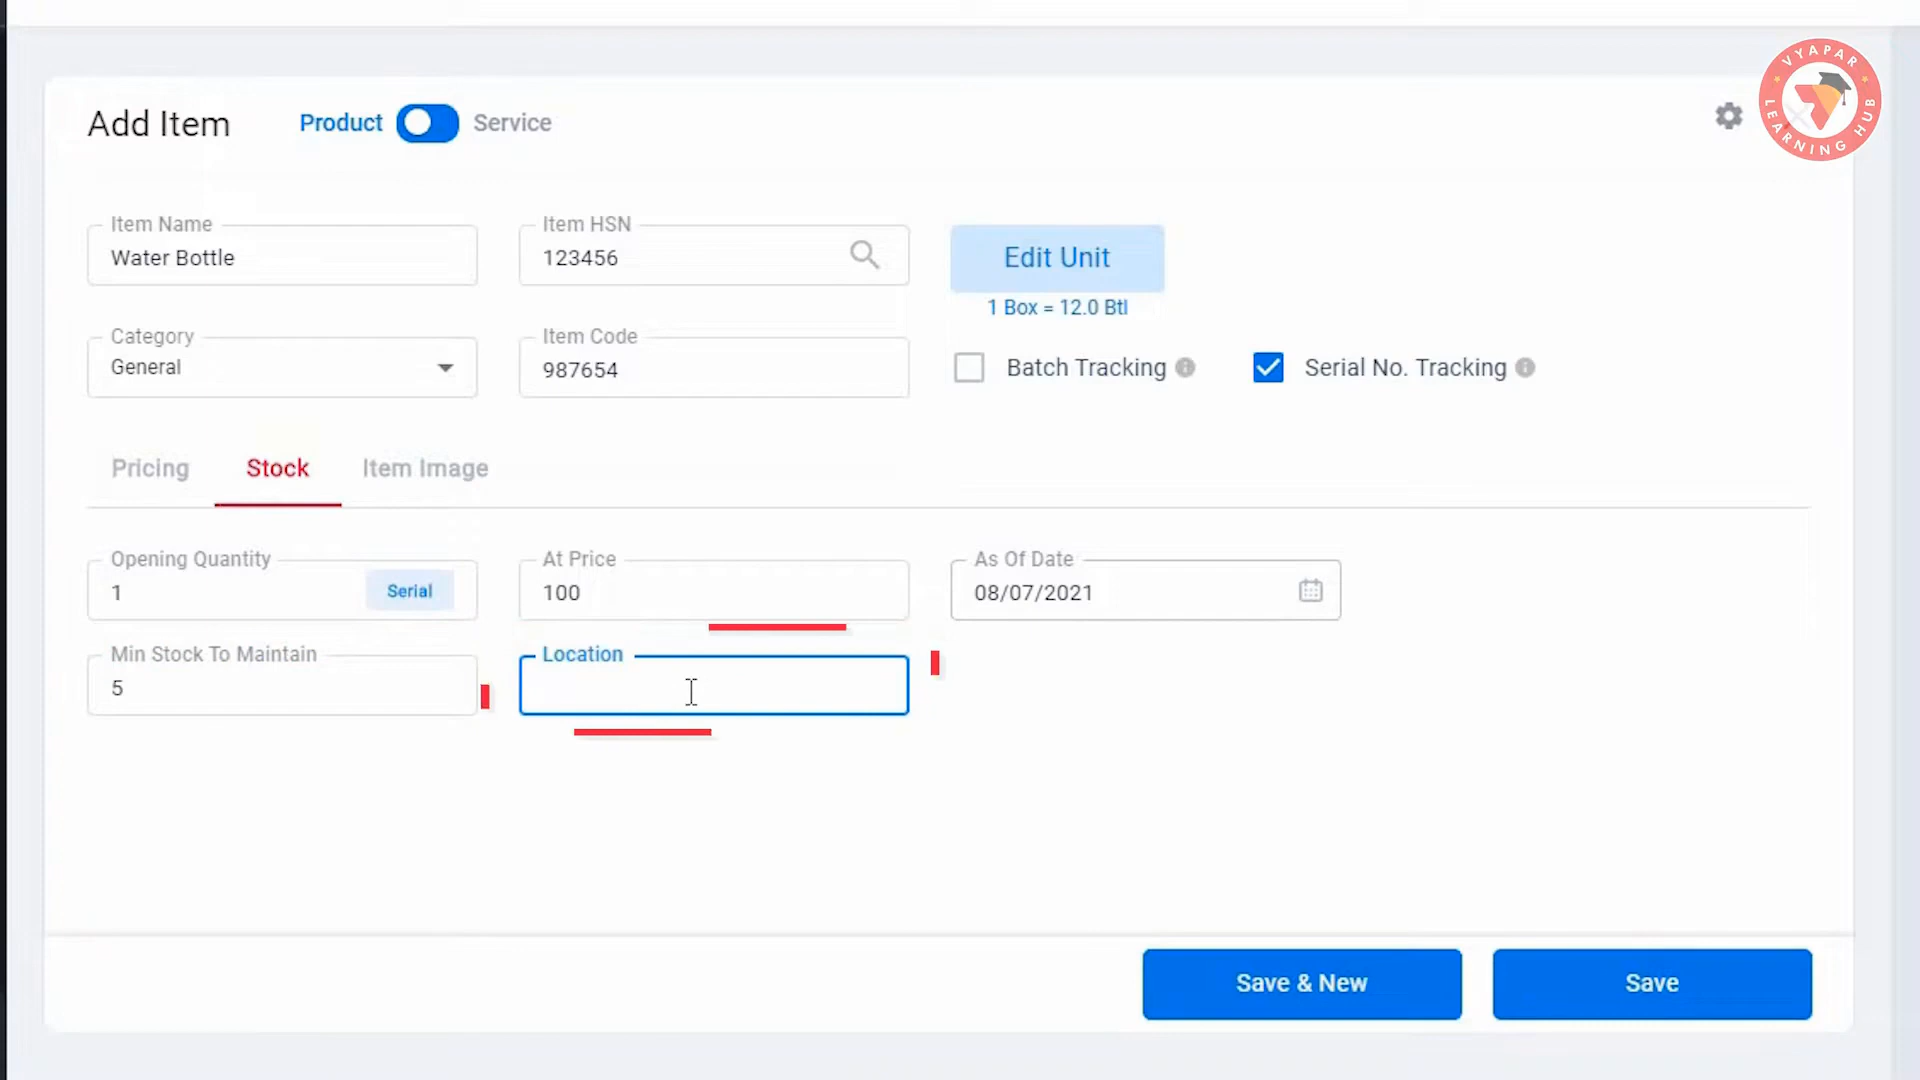 Add Item Product Service
VYAPAR LEARNING HUB
Item Name
Water Bottle
Item HSN
123456
Edit Unit
1 Box = 12.0 Btl
Category
General
Item Code
987654
Batch Tracking
Serial No. Tracking
Pricing Stock Item Image
Opening Quantity
1 Serial
At Price
100
As Of Date
08/07/2021
Min Stock To Maintain
5
Location
Save & New Save